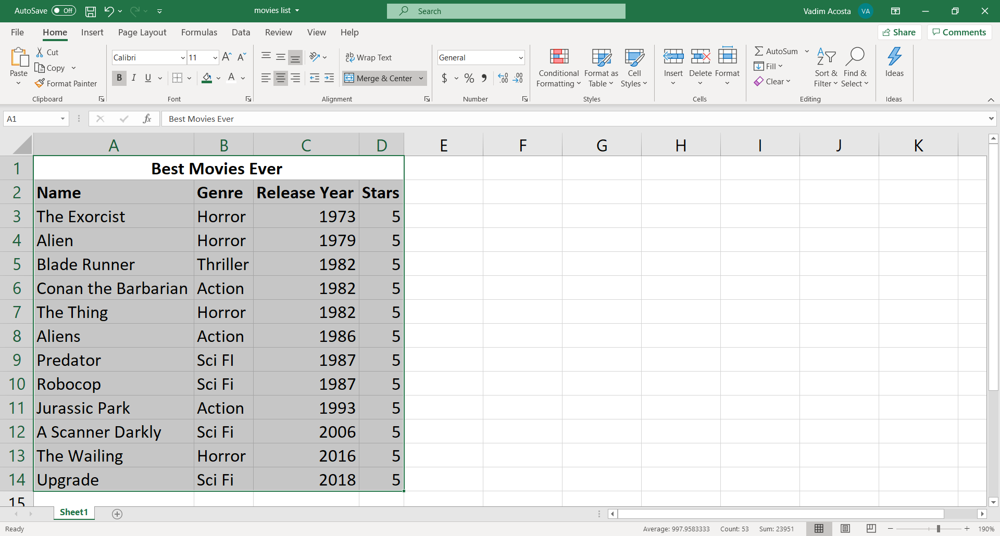 AutoSave Off movies list Search Vadim Acosta VA
File Home Insert Page Layout Formulas Data Review View Help Share Comments
Paste Cut Copy Format Painter Clipboard
Calibri 11 B I U A Font
ab Wrap Text Merge & Center Alignment
General $ % 9 .00 .00 Number
Conditional Formatting Format as Table Cell Styles Styles
Insert Delete Format Cells
AutoSum Fill Clear Sort & Filter Find & Select Editing
Ideas Ideas
A1 fx Best Movies Ever
A B C D E F G H I J K
1 Best Movies Ever
2 Name Genre Release Year Stars
3 The Exorcist Horror 1973 5
4 Alien Horror 1979 5
5 Blade Runner Thriller 1982 5
6 Conan the Barbarian Action 1982 5
7 The Thing Horror 1982 5
8 Aliens Action 1986 5
9 Predator Sci FI 1987 5
10 Robocop Sci Fi 1987 5
11 Jurassic Park Action 1993 5
12 A Scanner Darkly Sci Fi 2006 5
13 The Wailing Horror 2016 5
14 Upgrade Sci Fi 2018 5
15
Sheet1
Ready Average: 997.9583333 Count: 53 Sum: 23951 190%